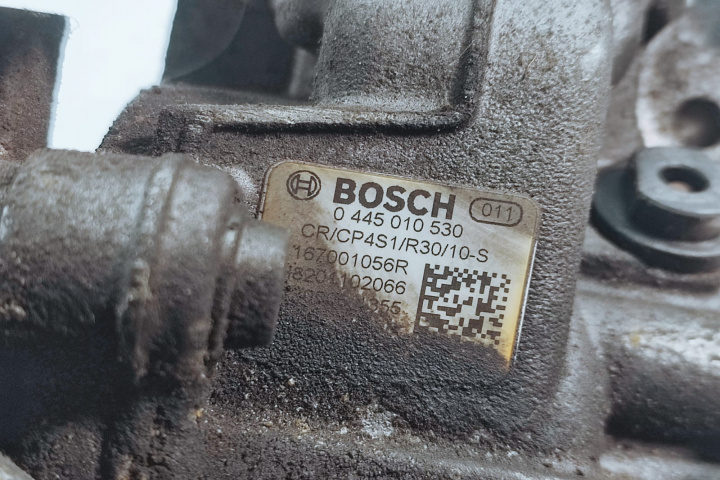 BOSCH 011
0 445 010 530
CR/CP4S1/R30/10-S
167001056R
8201102066